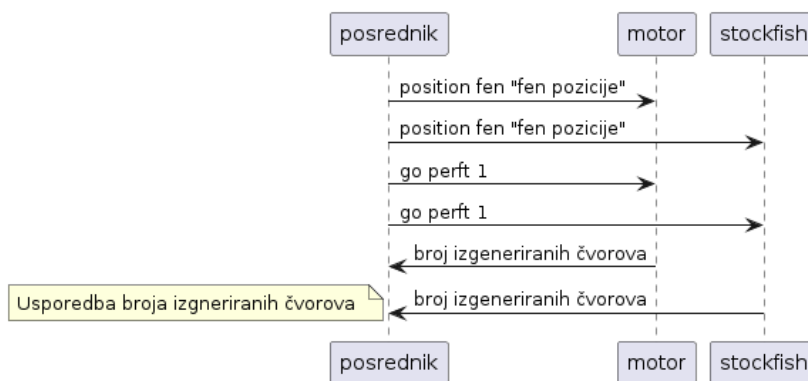 posrednik
motor
stockfish
position fen "fen pozicije"
position fen "fen pozicije"
go perft 1
go perft 1
broj izgeneriranih čvorova
broj izgeneriranih čvorova
Usporedba broja izgneriranih čvorova
posrednik
motor
stockfish